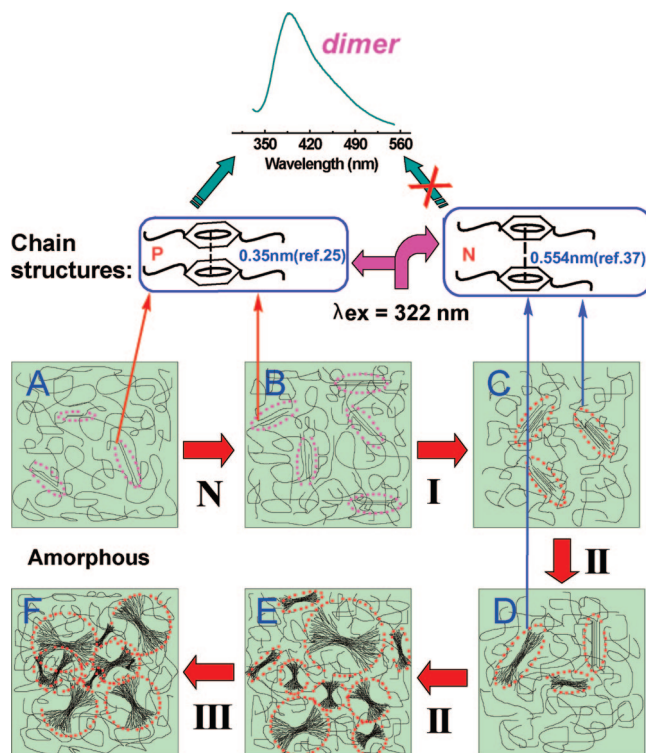 dimer
350 420 490 560
Wavelength (nm)
Chain
structures:
P
0.35nm(ref.25)
N
0.554nm(ref.37)
λex = 322 nm
A
B
C
N
I
Amorphous
II
F
E
D
III
II